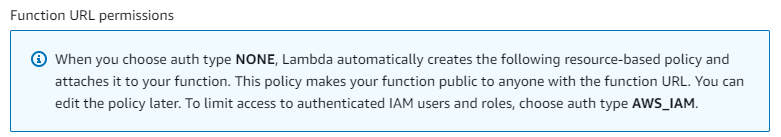 Function URL permissions
When you choose auth type NONE, Lambda automatically creates the following resource-based policy and
attaches it to your function. This policy makes your function public to anyone with the function URL. You can
edit the policy later. To limit access to authenticated IAM users and roles, choose auth type AWS_IAM.